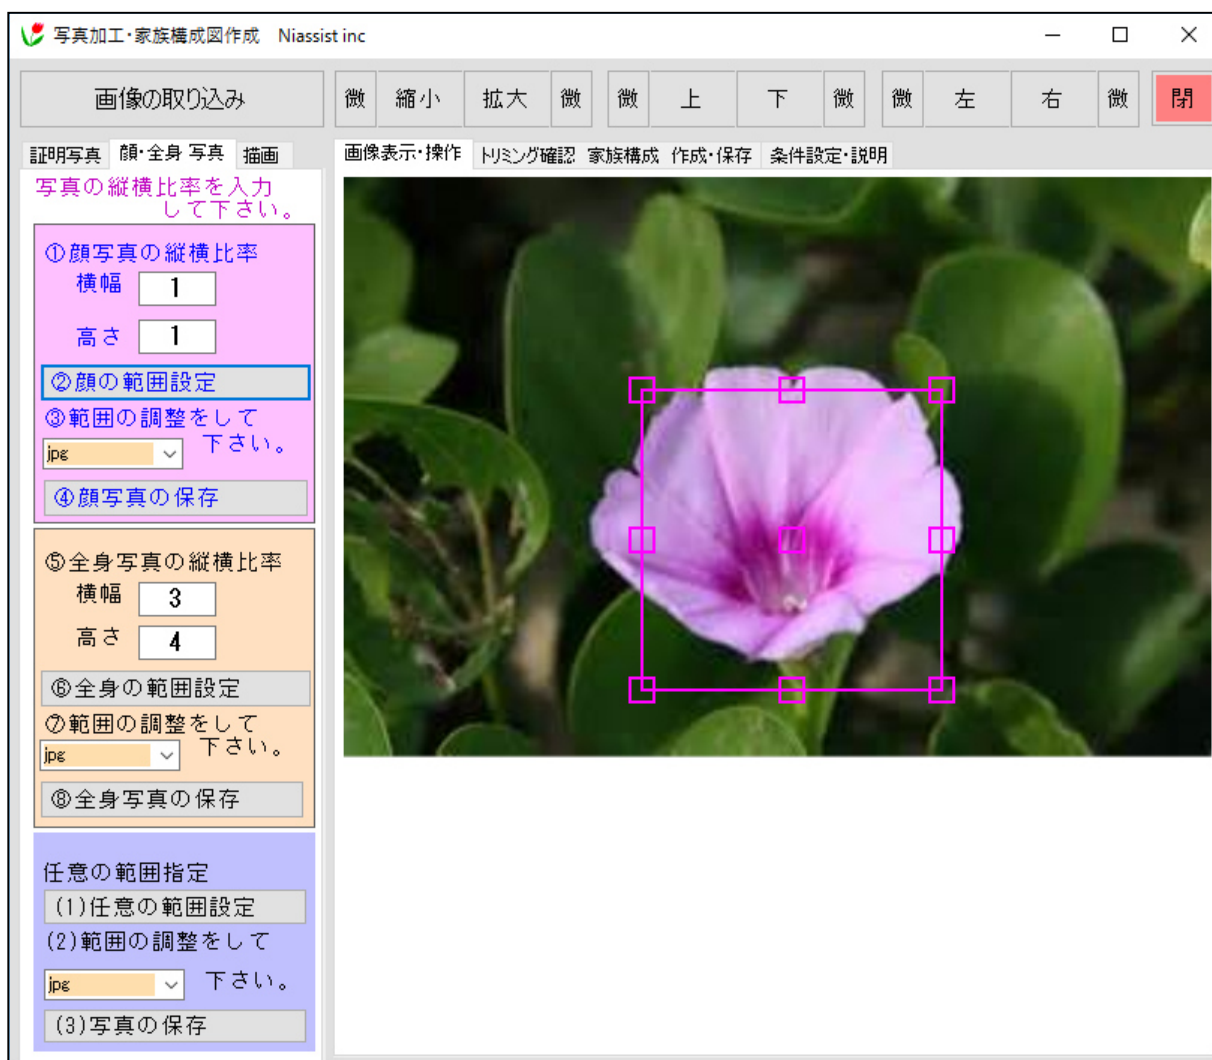 写真加工・家族構成図作成 Niassist inc
画像の取り込み 微 縮小 拡大 微 微 上 下 微 微 左 右 微 閉
証明写真 顔・全身 写真 描画
画像表示・操作 トリミング確認 家族構成 作成・保存 条件設定・説明
写真の縦横比率を入力
して下さい。
①顔写真の縦横比率
横幅 1
高さ 1
②顔の範囲設定
③範囲の調整をして
下さい。
jpg
④顔写真の保存
⑤全身写真の縦横比率
横幅 3
高さ 4
⑥全身の範囲設定
⑦範囲の調整をして
下さい。
jpg
⑧全身写真の保存
任意の範囲指定
(1)任意の範囲設定
(2)範囲の調整をして
jpg 下さい。
(3)写真の保存